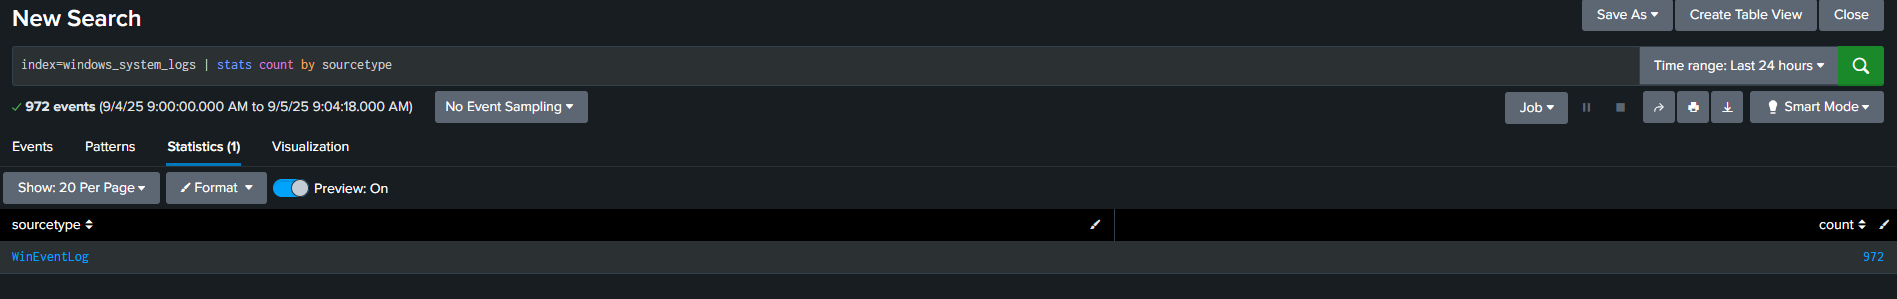 New Search
Save As
Create Table View
Close
index=windows_system_logs | stats count by sourcetype
Time range: Last 24 hours
972 events (9/4/25 9:00:00.000 AM to 9/5/25 9:04:18.000 AM)
No Event Sampling
Job
Smart Mode
Events
Patterns
Statistics (1)
Visualization
Show: 20 Per Page
Format
Preview: On
sourcetype
count
WinEventLog
972